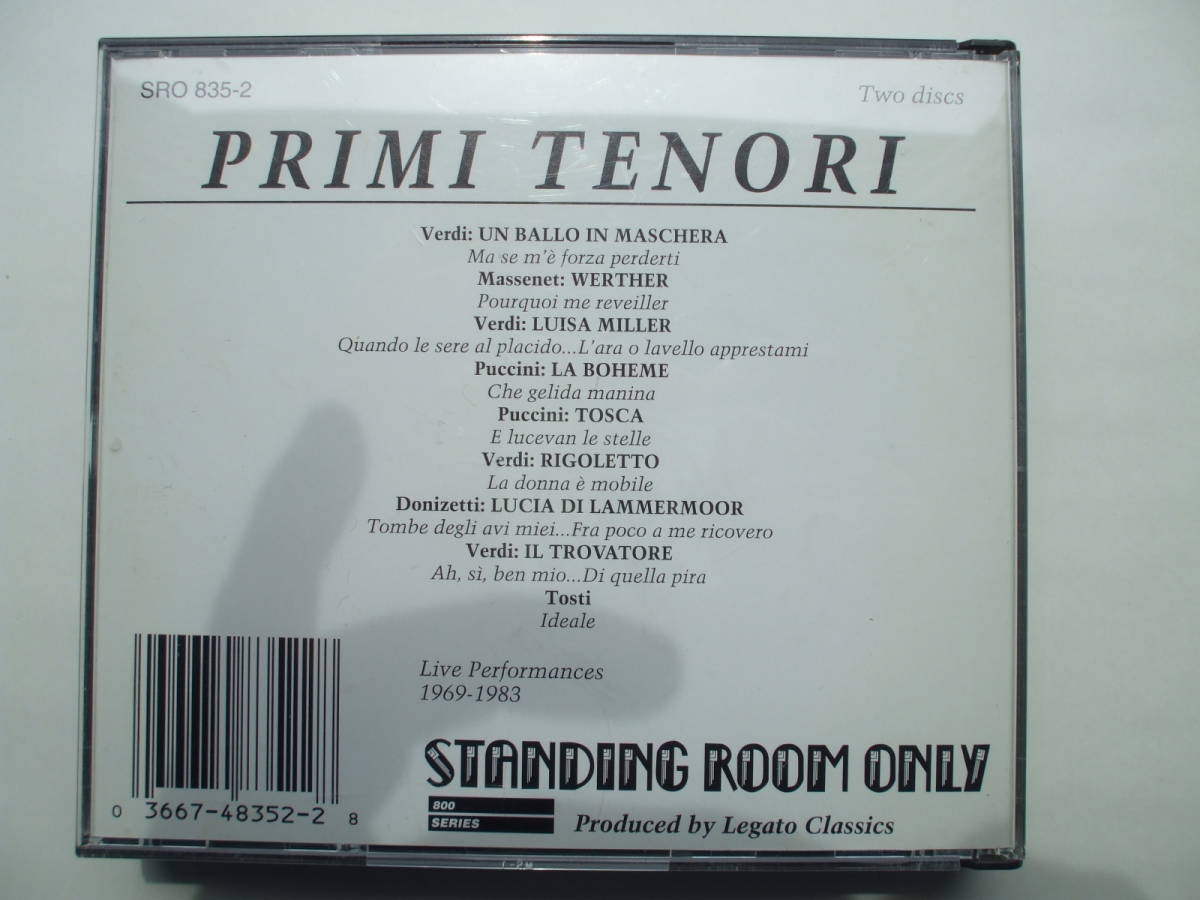 SRO 835-2
Two discs
PRIMI TENORI
Verdi: UN BALLO IN MASCHERA
Ma se m'è forza perderti
Massenet: WERTHER
Pourquoi me reveiller
Verdi: LUISA MILLER
Quando le sere al placido...L'ara o lavello apprestami
Puccini: LA BOHEME
Che gelida manina
Puccini: TOSCA
E lucevan le stelle
Verdi: RIGOLETTO
La donna è mobile
Donizetti: LUCIA DI LAMMERMOOR
Tombe degli avi miei...Fra poco a me ricovero
Verdi: IL TROVATORE
Ah, sì, ben mio...Di quella pira
Tosti
Ideale
Live Performances
1969-1983
STANDING ROOM ONLY
800
SERIES
Produced by Legato Classics
0 3667-48352-2 8